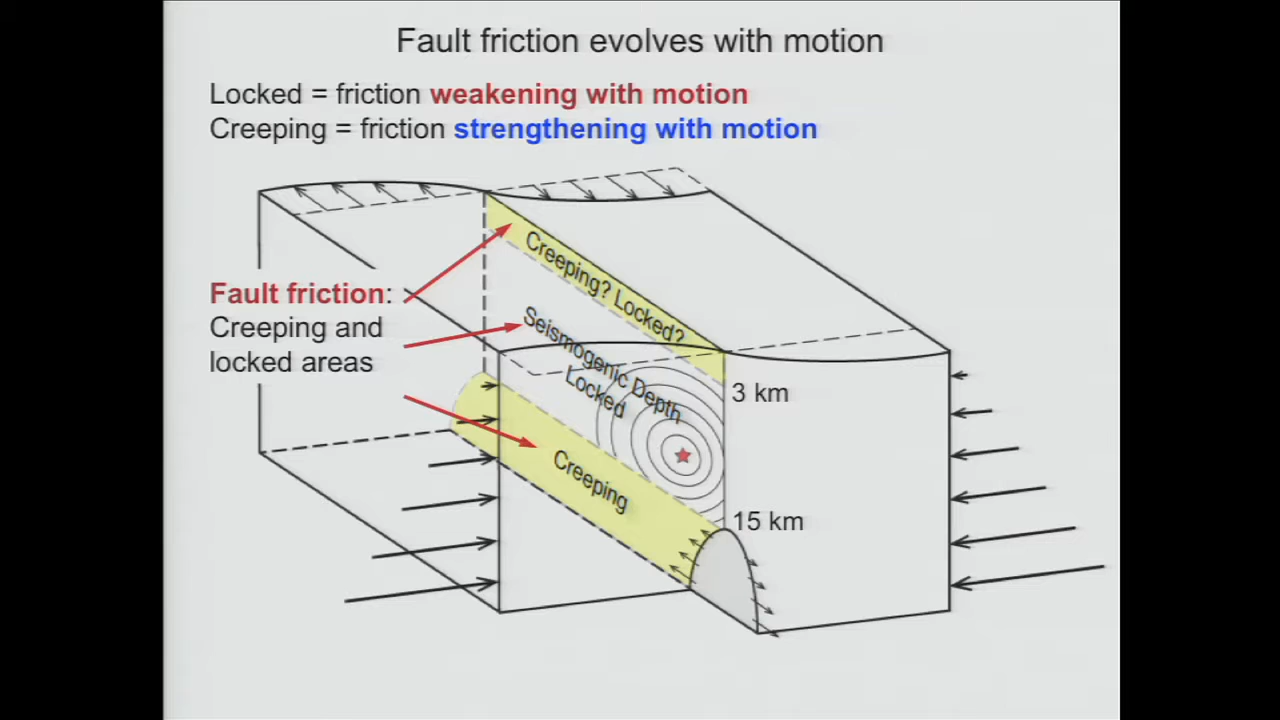 Fault friction evolves with motion
Locked = friction weakening with motion
Creeping = friction strengthening with motion
Creeping? Locked?
Fault friction:
Creeping and
locked areas
Seismogenic Depth
Locked
3 km
Creeping
15 km